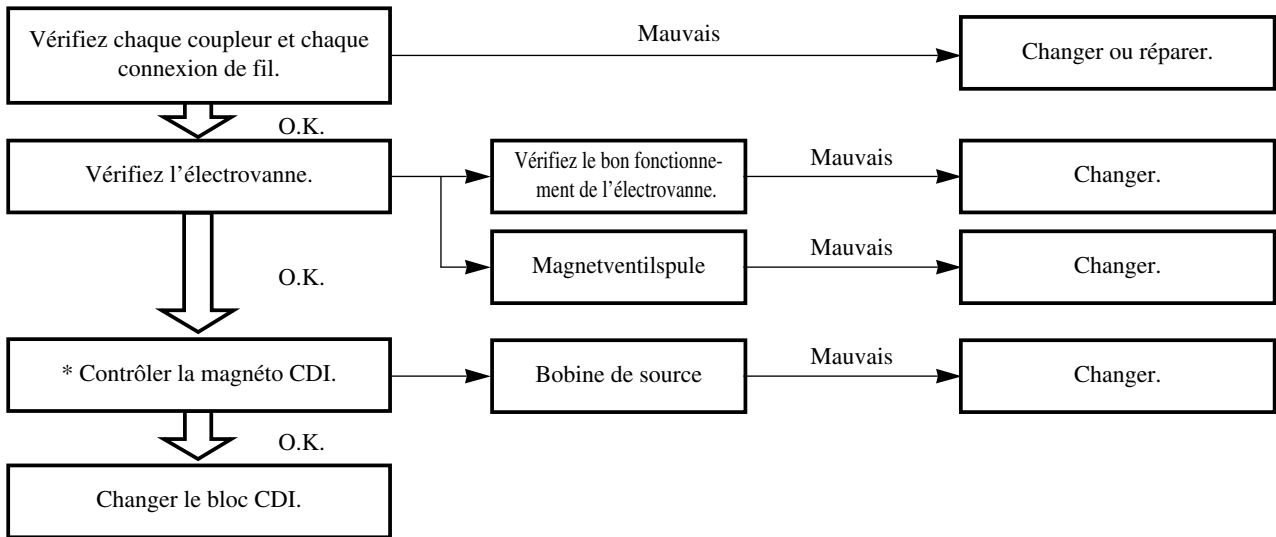 Vérifiez chaque coupleur et chaque
connexion de fil.
Mauvais
Changer ou réparer.
O.K.
Vérifiez l'électrovanne.
Vérifiez le bon fonctionne-
ment de l'électrovanne.
Mauvais
Changer.
Magnetventilspule
Mauvais
Changer.
O.K.
* Contrôler la magnéto CDI.
Bobine de source
Mauvais
Changer.
O.K.
Changer le bloc CDI.